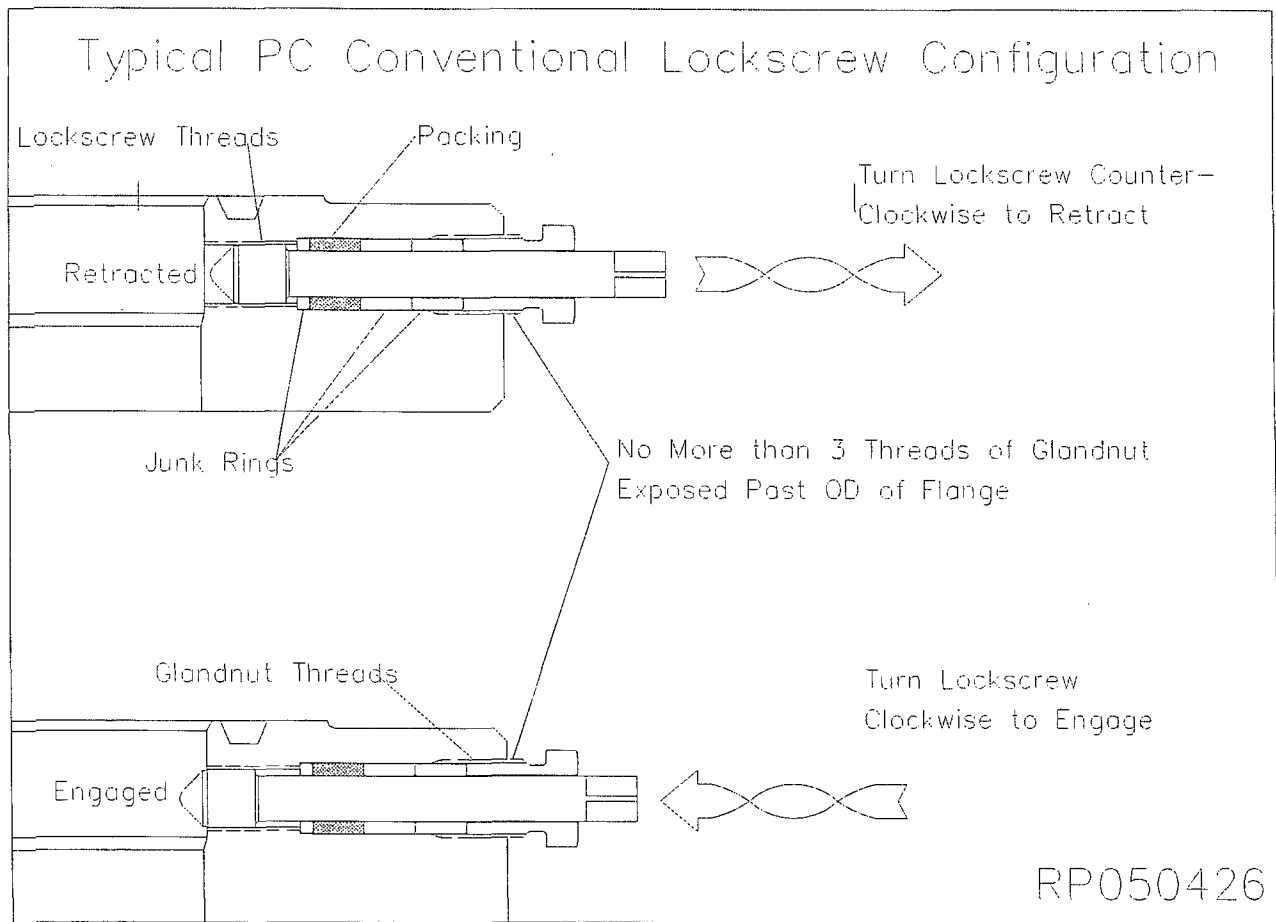 Typical PC Conventional Lockscrew Configuration
Lockscrew Threads
Packing
Turn Lockscrew Counter-
Clockwise to Retract
Retracted
Junk Rings
No More than 3 Threads of Glandnut
Exposed Past OD of Flange
Glandnut Threads
Turn Lockscrew
Clockwise to Engage
Engaged
RP050426